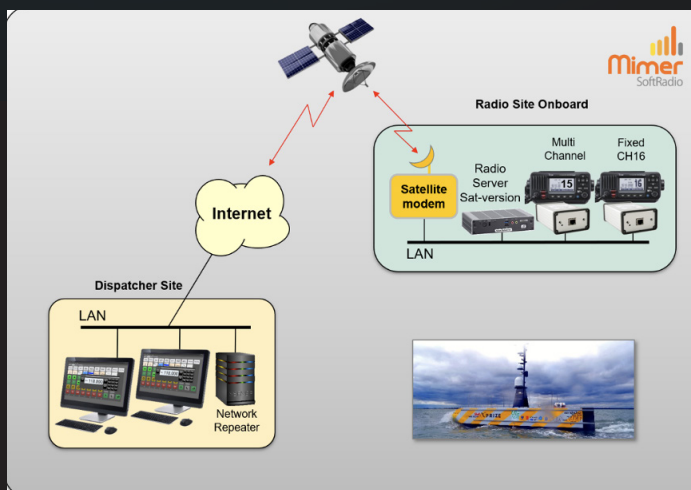 Mimer
SoftRadio
Radio Site Onboard
Multi
Channel
Fixed
CH16
Radio
Server
Sat-version
Satellite
modem
15
16
LAN
Internet
Dispatcher Site
LAN
Network
Repeater